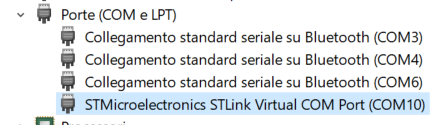 Porte (COM e LPT)
Collegamento standard seriale su Bluetooth (COM3)
Collegamento standard seriale su Bluetooth (COM4)
Collegamento standard seriale su Bluetooth (COM6)
STMicroelectronics STLink Virtual COM Port (COM10)